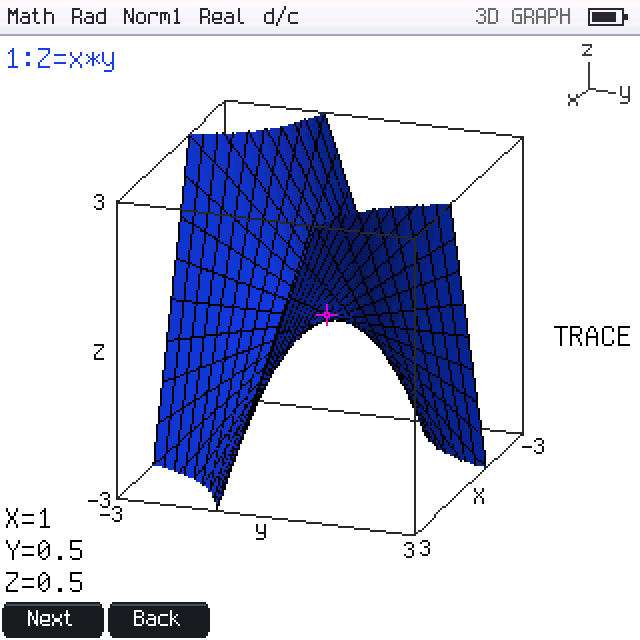 Math Rad Norm1 Real d/c 3D GRAPH
1:Z=x*y
z
x y
3
Z
TRACE
-3
-3
-3
X
y
3 3
X=1
Y=0.5
Z=0.5
Next Back